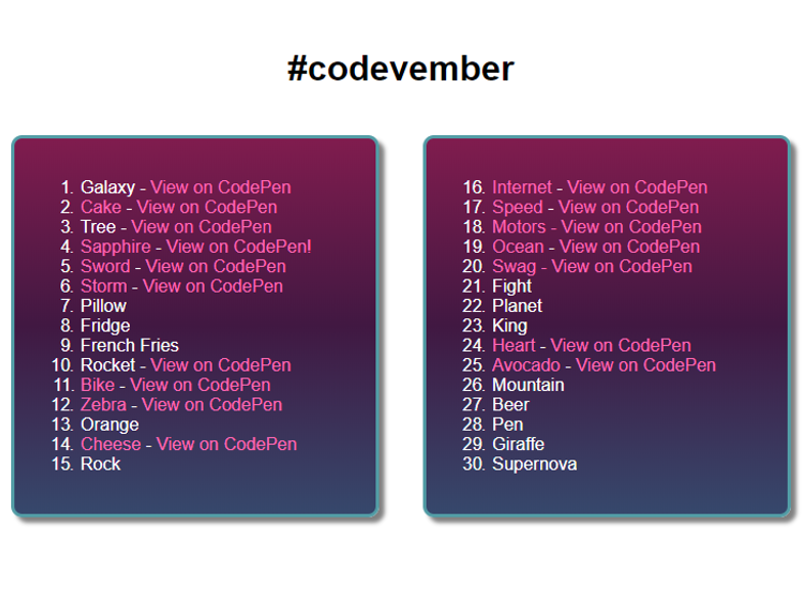 #codevember
1. Galaxy - View on CodePen
2. Cake - View on CodePen
3. Tree - View on CodePen
4. Sapphire - View on CodePen!
5. Sword - View on CodePen
6. Storm - View on CodePen
7. Pillow
8. Fridge
9. French Fries
10. Rocket - View on CodePen
11. Bike - View on CodePen
12. Zebra - View on CodePen
13. Orange
14. Cheese - View on CodePen
15. Rock
16. Internet - View on CodePen
17. Speed - View on CodePen
18. Motors - View on CodePen
19. Ocean - View on CodePen
20. Swag - View on CodePen
21. Fight
22. Planet
23. King
24. Heart - View on CodePen
25. Avocado - View on CodePen
26. Mountain
27. Beer
28. Pen
29. Giraffe
30. Supernova